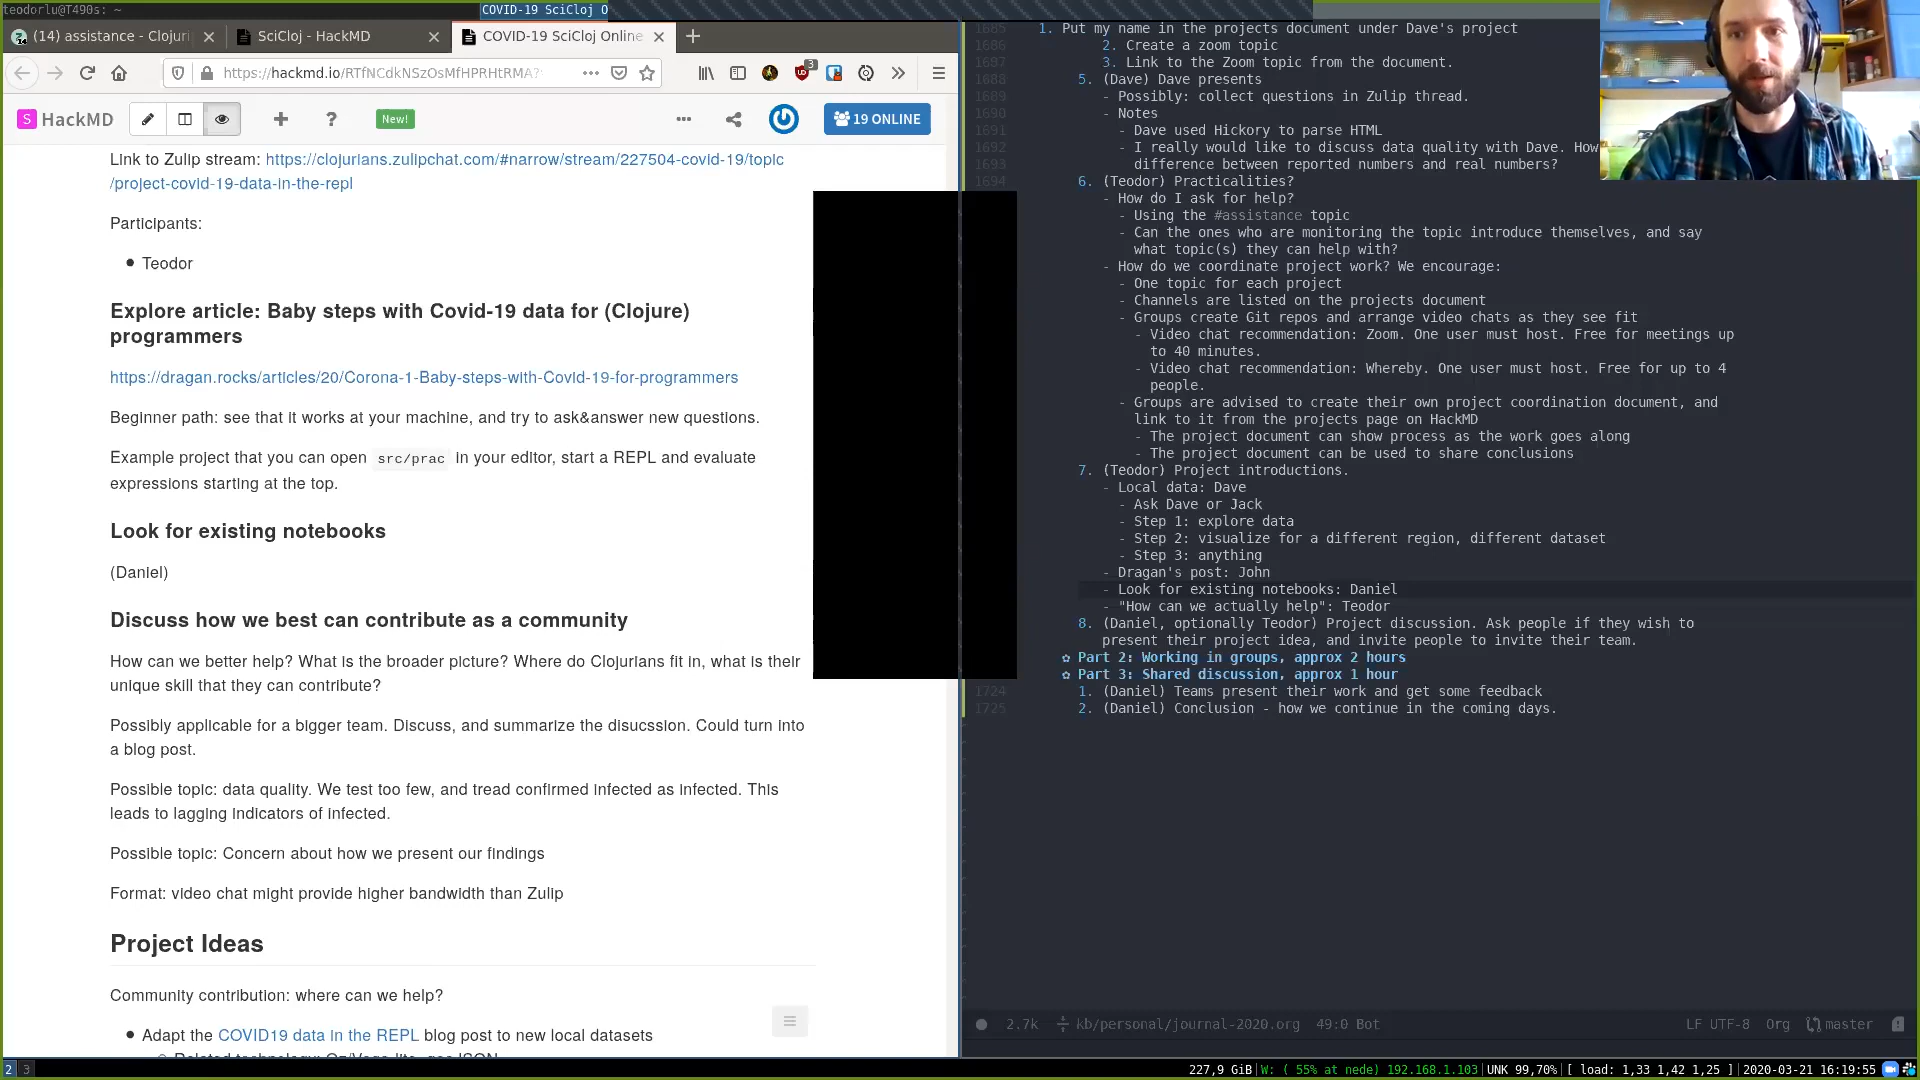 teodorlu@T490s: ~
COVID-19 SciCloj O
(14) assistance - Clojuri
SciCloj - HackMD
COVID-19 SciCloj Online
https://hackmd.io/RTfNCdkNSzOsMfHPRHtRMA?
3
HackMD
?
New!
19 ONLINE
Link to Zulip stream: https://clojurians.zulipchat.com/#narrow/stream/227504-covid-19/topic
/project-covid-19-data-in-the-repl
Participants:
Teodor
Explore article: Baby steps with Covid-19 data for (Clojure)
programmers
https://dragan.rocks/articles/20/Corona-1-Baby-steps-with-Covid-19-for-programmers
Beginner path: see that it works at your machine, and try to ask&answer new questions.
Example project that you can open src/prac in your editor, start a REPL and evaluate
expressions starting at the top.
Look for existing notebooks
(Daniel)
Discuss how we best can contribute as a community
How can we better help? What is the broader picture? Where do Clojurians fit in, what is their
unique skill that they can contribute?
Possibly applicable for a bigger team. Discuss, and summarize the disucssion. Could turn into
a blog post.
Possible topic: data quality. We test too few, and tread confirmed infected as infected. This
leads to lagging indicators of infected.
Possible topic: Concern about how we present our findings
Format: video chat might provide higher bandwidth than Zulip
Project Ideas
Community contribution: where can we help?
Adapt the COVID19 data in the REPL blog post to new local datasets
1685 1. Put my name in the projects document under Dave's project
1686 2. Create a zoom topic
1687 3. Link to the Zoom topic from the document.
1688 5. (Dave) Dave presents
1689 - Possibly: collect questions in Zulip thread.
1690 - Notes
1691 - Dave used Hickory to parse HTML
1692 - I really would like to discuss data quality with Dave. How
1693 difference between reported numbers and real numbers?
1694 6. (Teodor) Practicalities?
- How do I ask for help?
- Using the #assistance topic
- Can the ones who are monitoring the topic introduce themselves, and say
what topic(s) they can help with?
- How do we coordinate project work? We encourage:
- One topic for each project
- Channels are listed on the projects document
- Groups create Git repos and arrange video chats as they see fit
- Video chat recommendation: Zoom. One user must host. Free for meetings up
to 40 minutes.
- Video chat recommendation: Whereby. One user must host. Free for up to 4
people.
- Groups are advised to create their own project coordination document, and
link to it from the projects page on HackMD
- The project document can show process as the work goes along
- The project document can be used to share conclusions
7. (Teodor) Project introductions.
- Local data: Dave
- Ask Dave or Jack
- Step 1: explore data
- Step 2: visualize for a different region, different dataset
- Step 3: anything
- Dragan's post: John
- Look for existing notebooks: Daniel
- "How can we actually help": Teodor
8. (Daniel, optionally Teodor) Project discussion. Ask people if they wish to
present their project idea, and invite people to invite their team.
Part 2: Working in groups, approx 2 hours
Part 3: Shared discussion, approx 1 hour
1724 1. (Daniel) Teams present their work and get some feedback
1725 2. (Daniel) Conclusion - how we continue in the coming days.
2.7k kb/personal/journal-2020.org 49:0 Bot
LF UTF-8 Org master
2 3
227,9 GiB|W: ( 55% at nede) 192.168.1.103|UNK 99,70%|[ load: 1,33 1,42 1,25 ]|2020-03-21 16:19:55